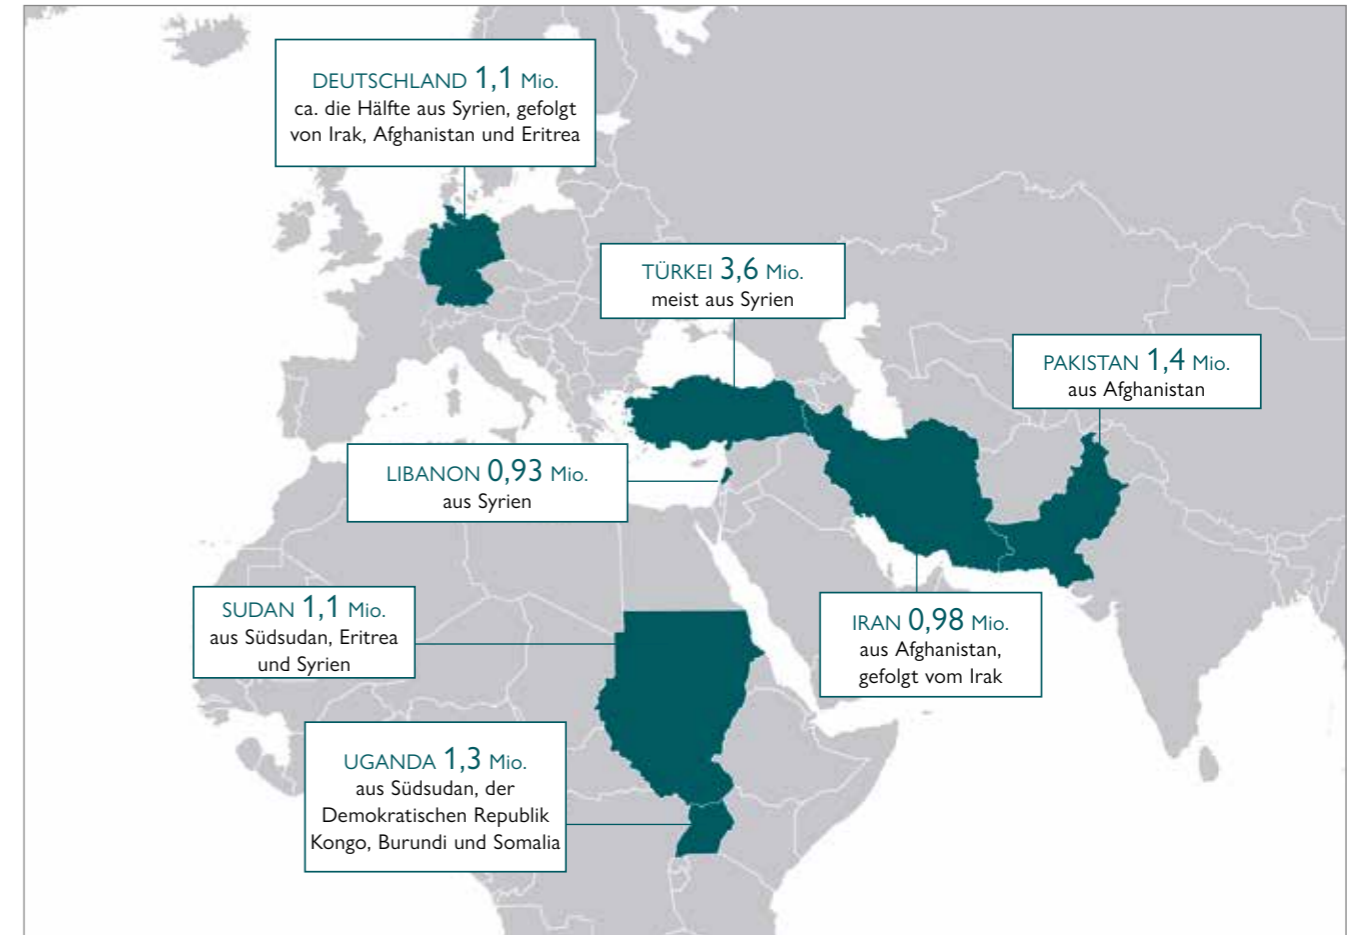 DEUTSCHLAND 1,1 Mio.
ca. die Hälfte aus Syrien, gefolgt
von Irak, Afghanistan und Eritrea
TÜRKEI 3,6 Mio.
meist aus Syrien
PAKISTAN 1,4 Mio.
aus Afghanistan
LIBANON 0,93 Mio.
aus Syrien
SUDAN 1,1 Mio.
aus Südsudan, Eritrea
und Syrien
IRAN 0,98 Mio.
aus Afghanistan,
gefolgt vom Irak
UGANDA 1,3 Mio.
aus Südsudan, der
Demokratischen Republik
Kongo, Burundi und Somalia